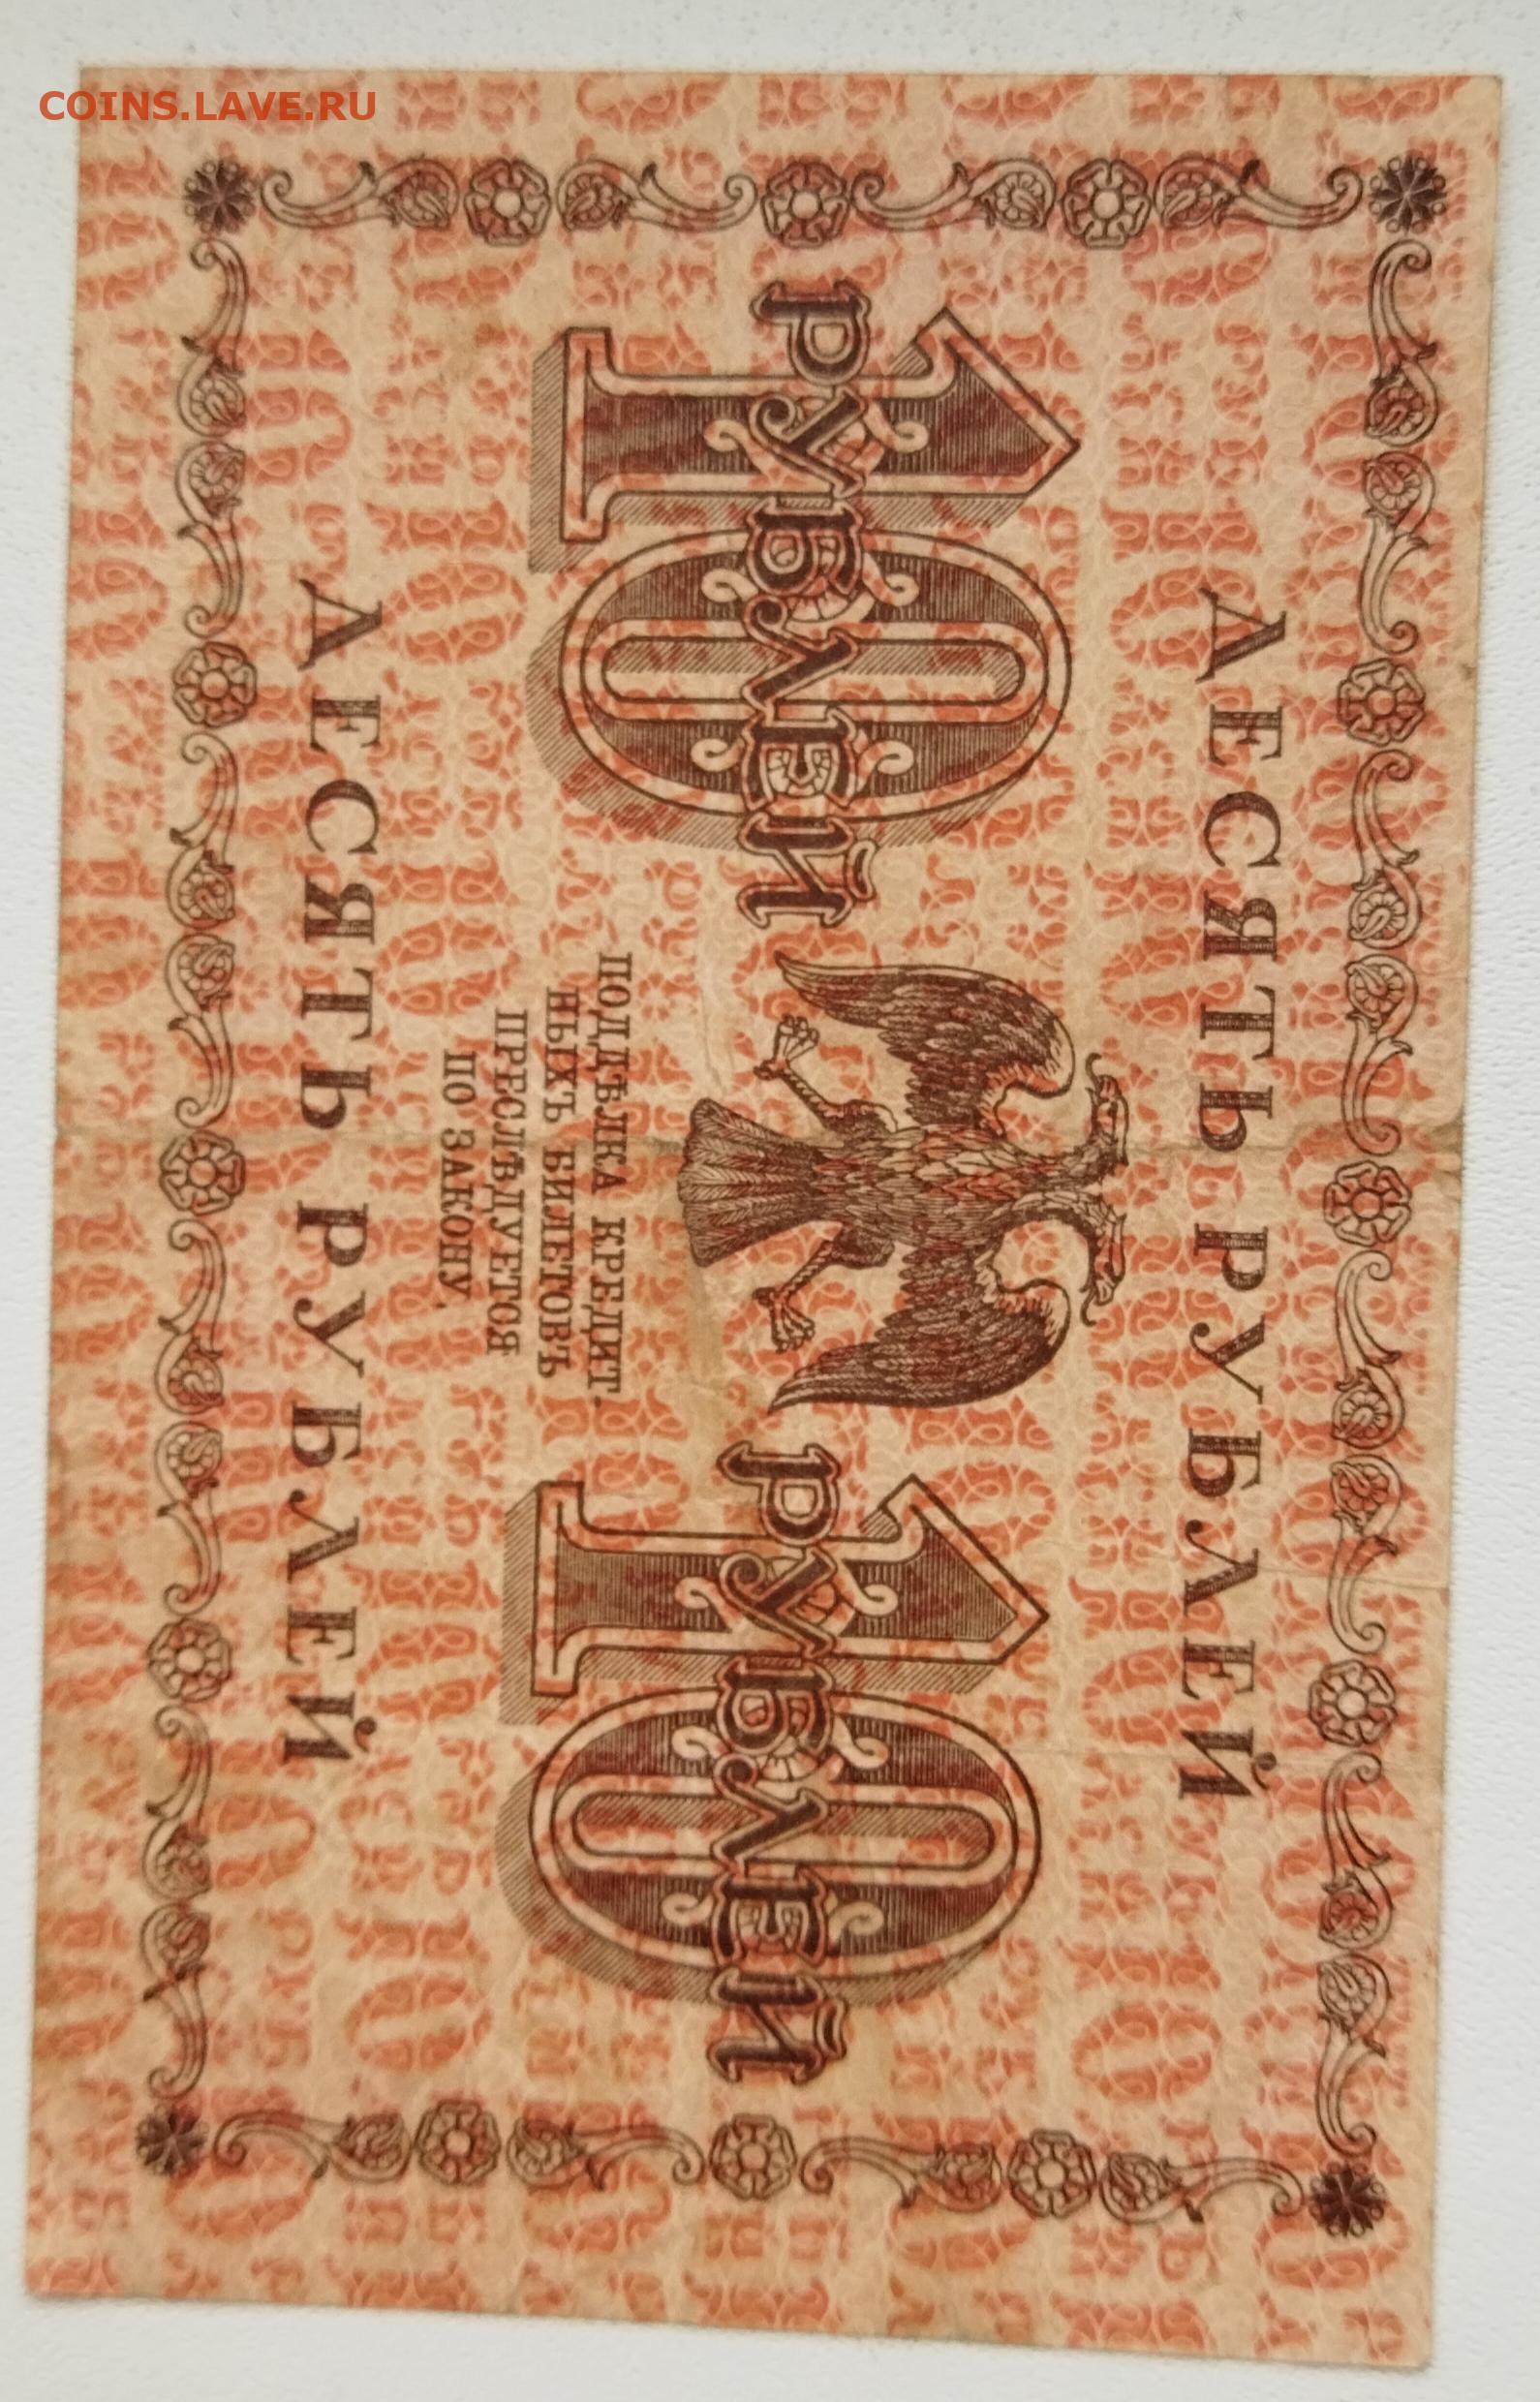 COINS.LAVE.RU
ДЕСЯТЬ РУБЛЕЙ
10 10
РУБЛЕЙ РУБЛЕЙ
ПОДДѢЛКА КРЕДИТ-
НЫХЪ БИЛЕТОВЪ
ПРЕСЛѢДУЕТСЯ
ПО ЗАКОНУ.
ДЕСЯТЬ РУБЛЕЙ